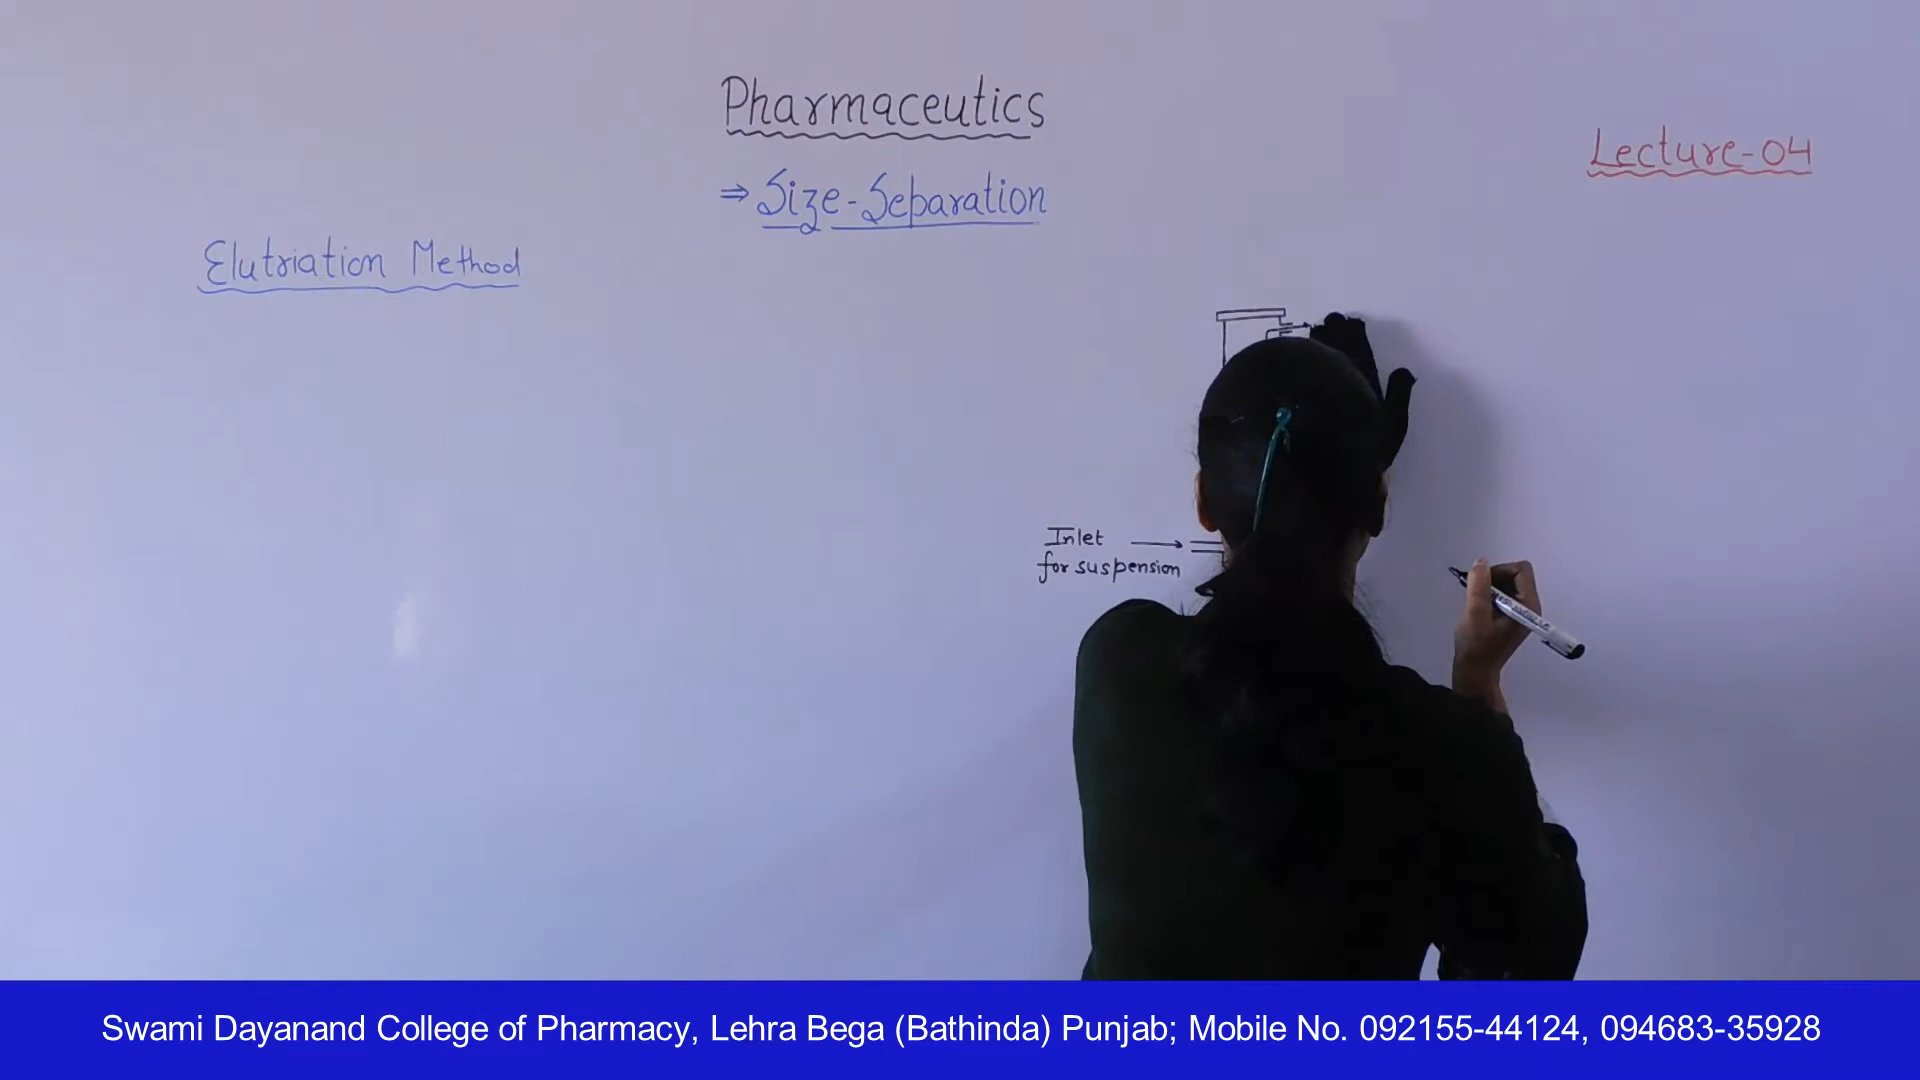 Pharmaceutics
Lecture-04
⇒ Size-Separation
Elutriation Method
Inlet
for suspension
Swami Dayanand College of Pharmacy, Lehra Bega (Bathinda) Punjab; Mobile No. 092155-44124, 094683-35928